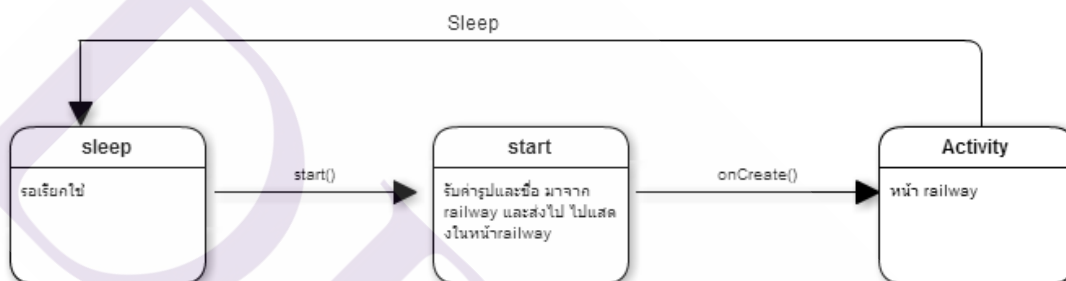 Sleep
sleep
รอเรียกใช้
start()
start
รับค่ารูปและชื่อ มาจาก
railway และส่งไป ไปแสด
งในหน้าrailway
onCreate()
Activity
หน้า railway